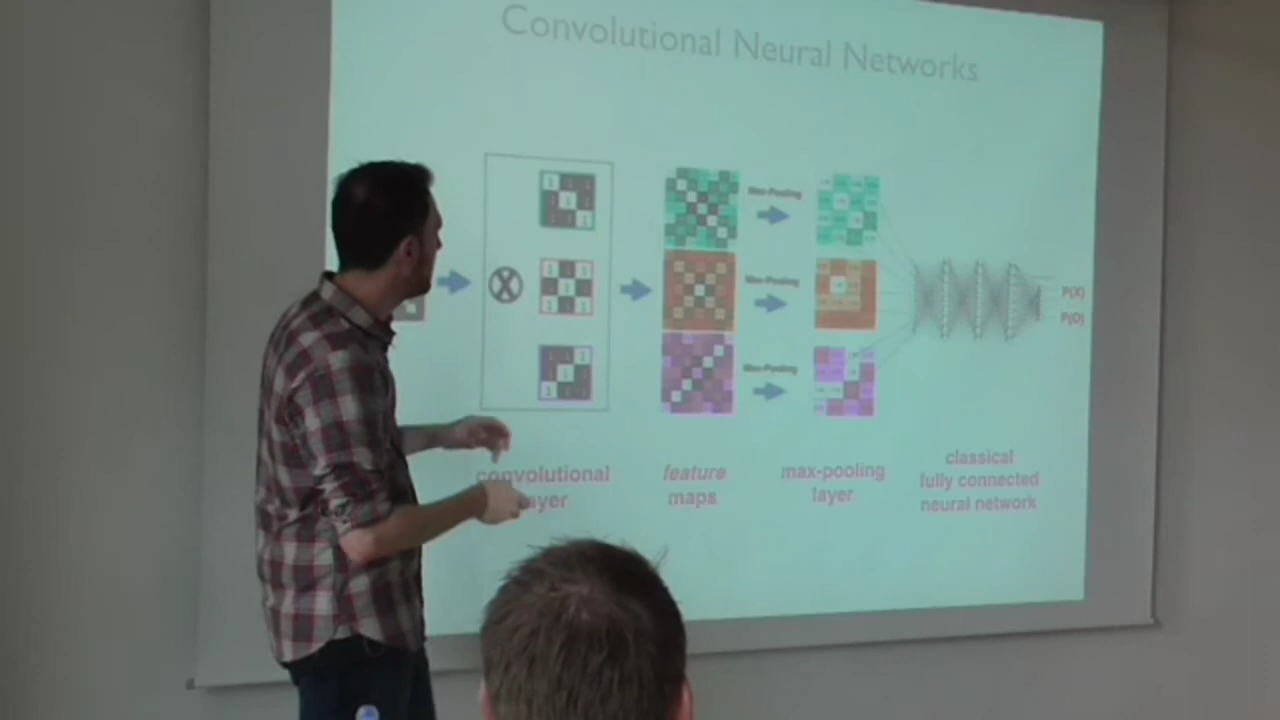 Convolutional Neural Networks
Max-Pooling
Max-Pooling
Max-Pooling
P(X)
P(O)
convolutional
feature
maps
max-pooling
layer
classical
fully connected
neural network